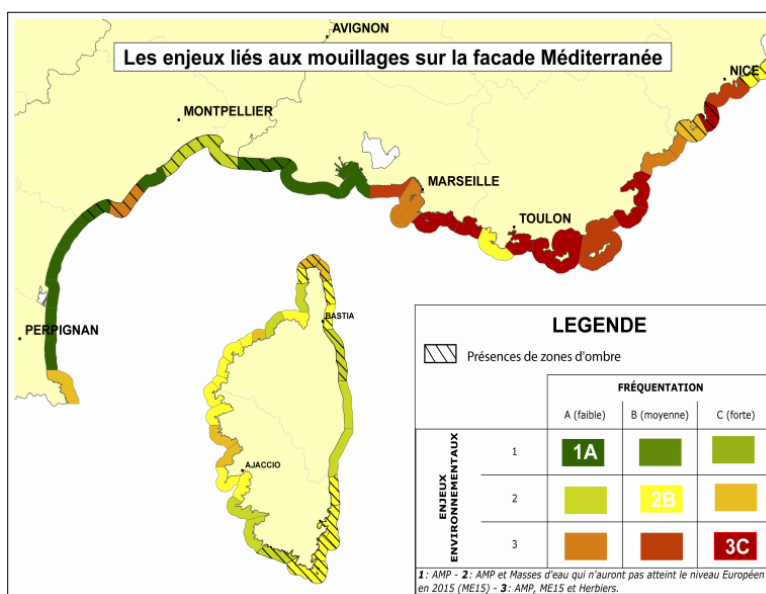 AVIGNON
Les enjeux liés aux mouillages sur la facade Méditerranée
NICE
MONTPELLIER
MARSEILLE
TOULON
PERPIGNAN
BASTIA
AJACCIO
LEGENDE
Présences de zones d'ombre
FRÉQUENTATION
A (faible) B (moyenne) C (forte)
ENJEUX
ENVIRONNEMENTAUX
1 1A
2 2B
3 3C
1: AMP - 2: AMP et Masses d'eau qui n'auront pas atteint le niveau Européen
en 2015 (ME15) - 3: AMP, ME15 et Herbiers.